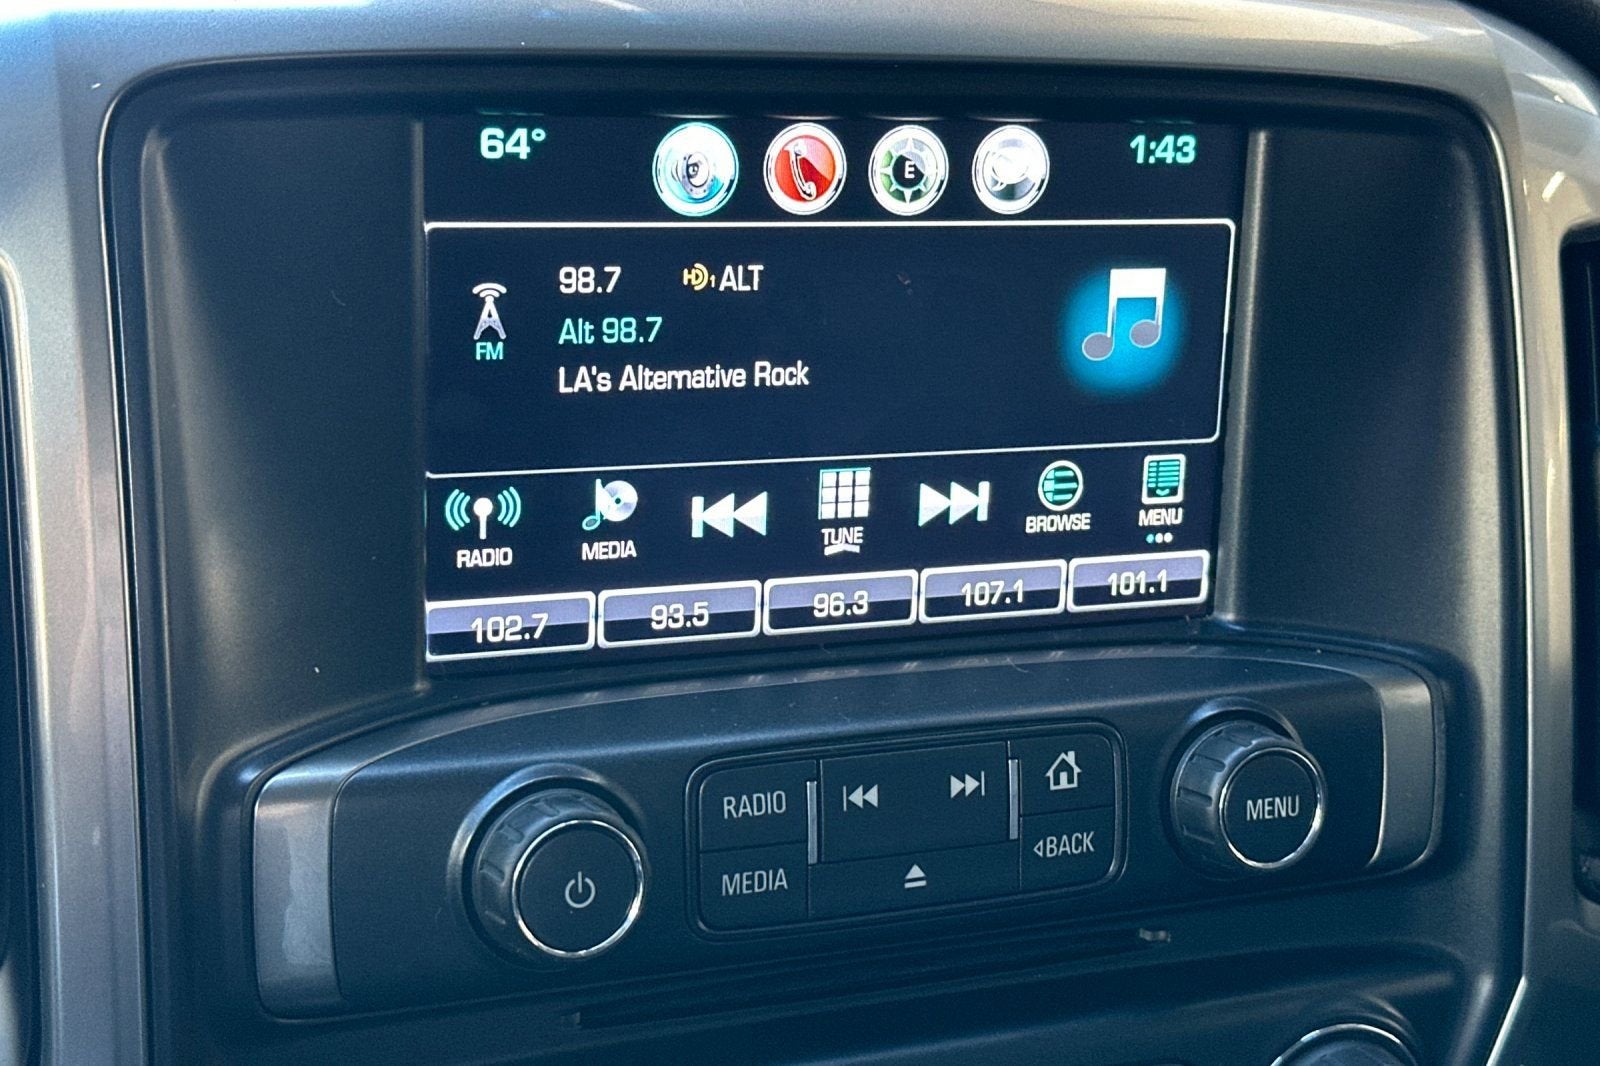 64° 1:43
E
98.7 HD1 ALT
FM
Alt 98.7
LA's Alternative Rock
RADIO MEDIA TUNE BROWSE MENU
102.7 93.5 96.3 107.1 101.1
RADIO
MEDIA
BACK
MENU